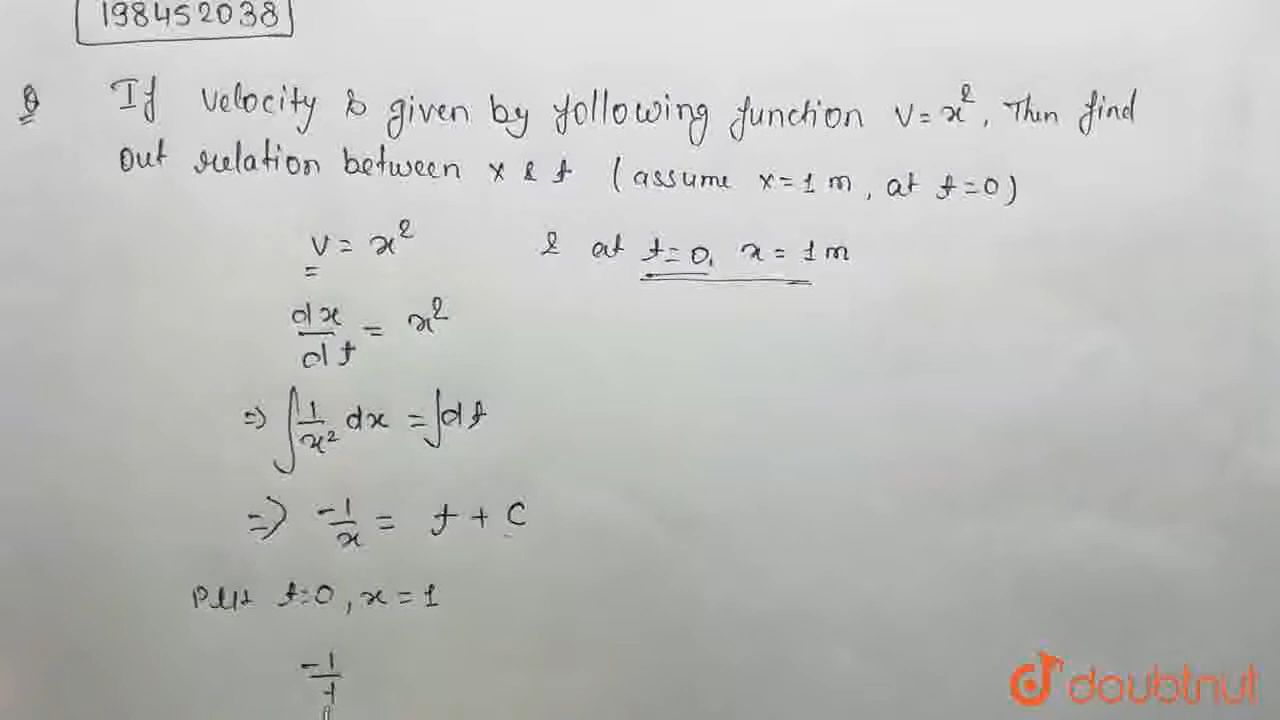 198452038
Q If velocity is given by following function v = x², Then find
out relation between x & t (assume x = 1 m, at t = 0)
v = x² & at t = 0, x = 1 m
dx/dt = x²
⇒ ∫ 1/x² dx = ∫ dt
⇒ -1/x = t + C
Put t = 0, x = 1
-1/1
doubtnut